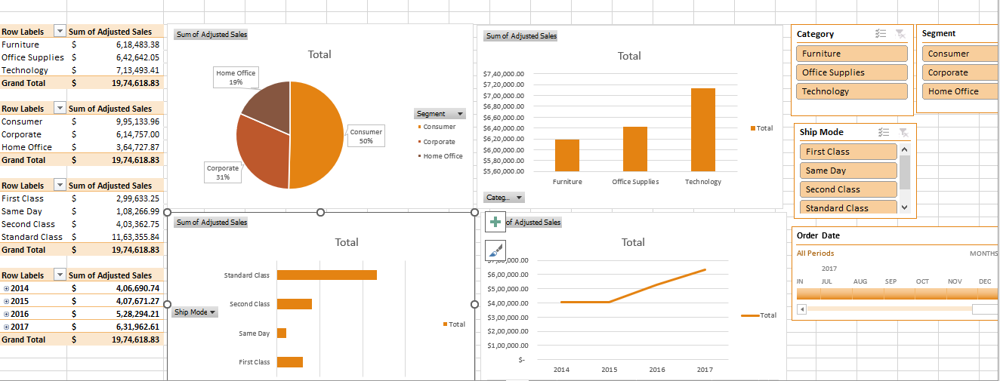 Row Labels Sum of Adjusted Sales
Furniture $ 6,18,483.38
Office Supplies $ 6,42,642.05
Technology $ 7,13,493.41
Grand Total $ 19,74,618.83
Row Labels Sum of Adjusted Sales
Consumer $ 9,95,133.96
Corporate $ 6,14,757.00
Home Office $ 3,64,727.87
Grand Total $ 19,74,618.83
Row Labels Sum of Adjusted Sales
First Class $ 2,99,633.25
Same Day $ 1,08,266.99
Second Class $ 4,03,362.75
Standard Class $ 11,63,355.84
Grand Total $ 19,74,618.83
Row Labels Sum of Adjusted Sales
2014 $ 4,06,690.74
2015 $ 4,07,671.27
2016 $ 5,28,294.21
2017 $ 6,31,962.61
Grand Total $ 19,74,618.83
Sum of Adjusted Sales
Total
Home Office
19%
Consumer
50%
Corporate
31%
Segment
Consumer
Corporate
Home Office
Sum of Adjusted Sales
Total
$7,40,000.00
$7,20,000.00
$7,00,000.00
$6,80,000.00
$6,60,000.00
$6,40,000.00
$6,20,000.00
$6,00,000.00
$5,80,000.00
$5,60,000.00
Furniture Office Supplies Technology
Total
Categ...
Sum of Adjusted Sales
Total
Standard Class
Second Class
Same Day
First Class
Ship Mode
Total
of Adjusted Sales
Total
$6,00,000.00
$5,00,000.00
$4,00,000.00
$3,00,000.00
$2,00,000.00
$1,00,000.00
$-
2014 2015 2016 2017
Total
Category
Furniture
Office Supplies
Technology
Segment
Consumer
Corporate
Home Office
Ship Mode
First Class
Same Day
Second Class
Standard Class
Order Date
All Periods MONTHS
2017
JUL AUG SEP OCT NOV DEC